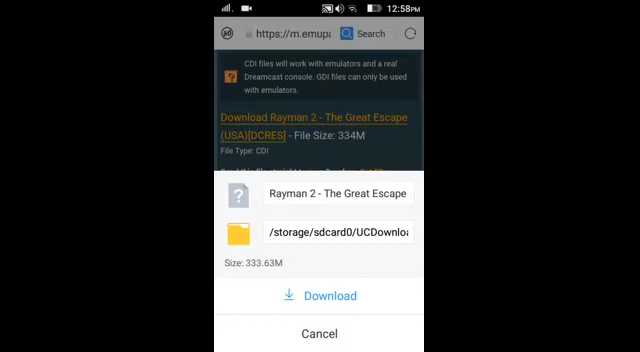 12:58PM
https://m.emupa
Search
CDI files will work with emulators and a real
Dreamcast console. GDI files can only be used
with emulators.
Download Rayman 2 - The Great Escape
(USA)[DCRES] - File Size: 334M
File Type: CDI
Rayman 2 - The Great Escape
/storage/sdcard0/UCDownloa
Size: 333.63M
Download
Cancel